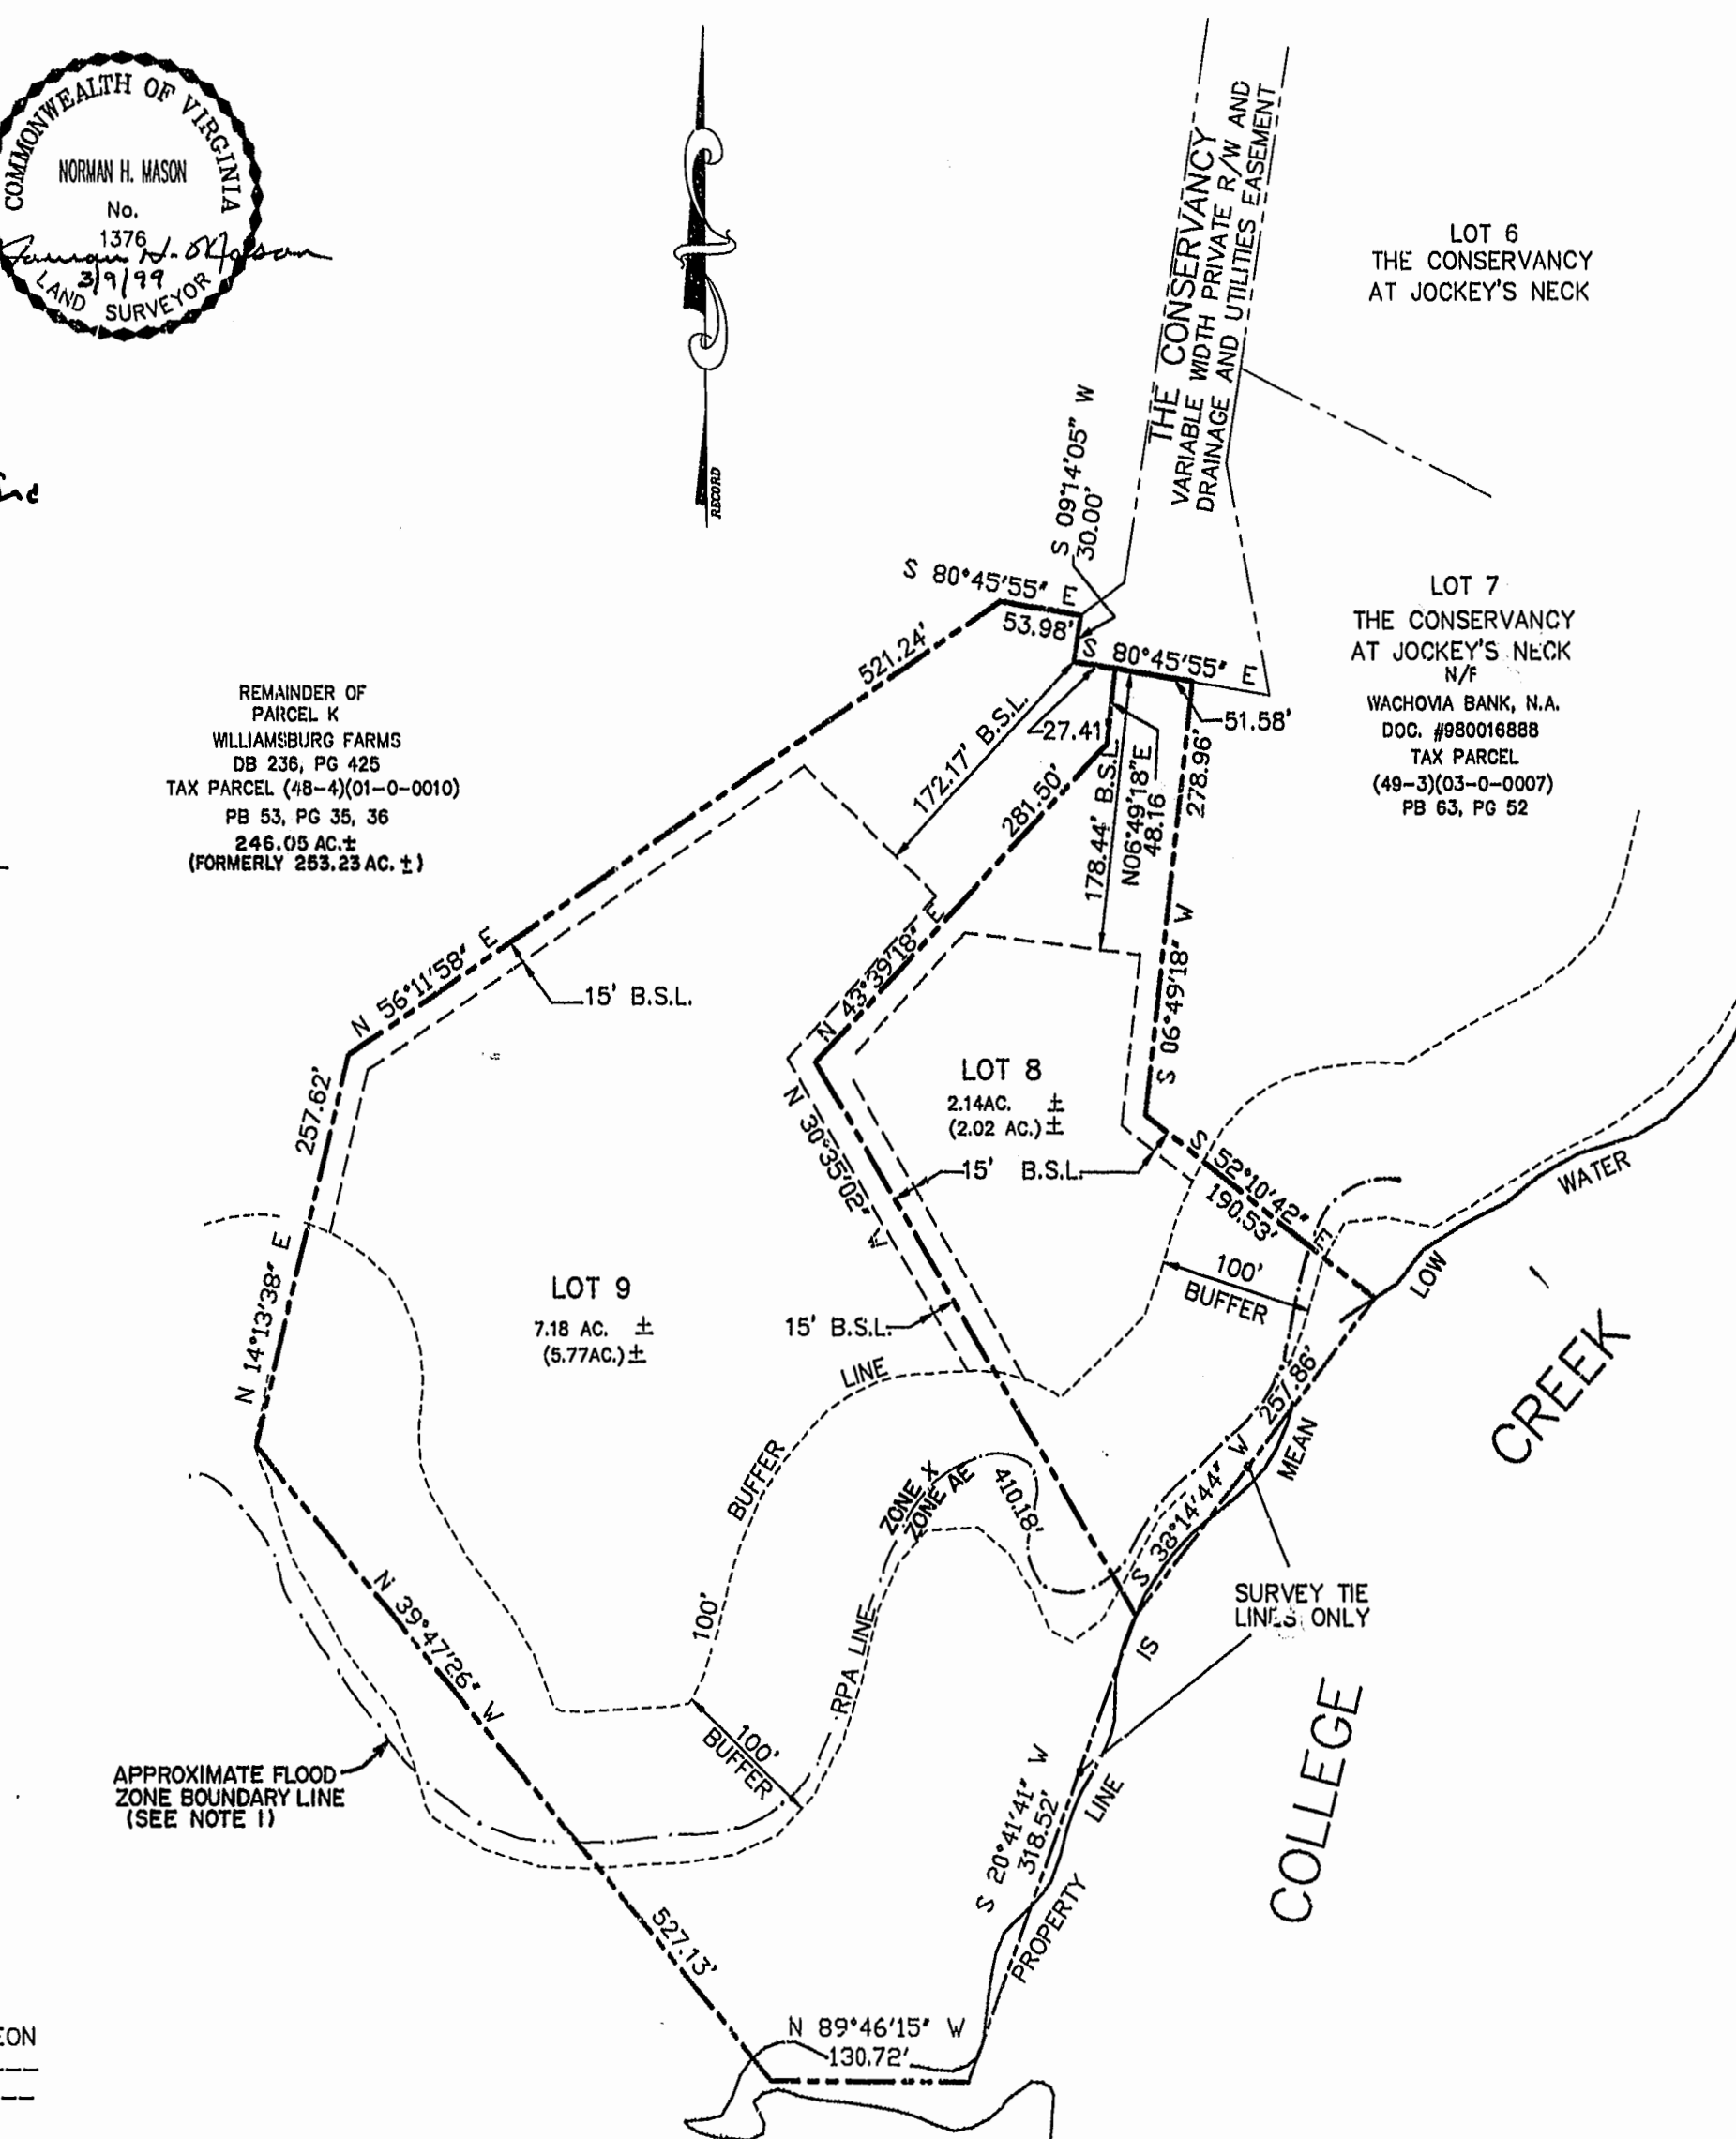 COMMONWEALTH OF VIRGINIA
NORMAN H. MASON
No.
1376
3/9/99
LAND SURVEYOR
RECORD
THE CONSERVANCY
VARIABLE WIDTH PRIVATE R/W AND
DRAINAGE AND UTILITIES EASEMENT
LOT 6
THE CONSERVANCY
AT JOCKEY'S NECK
S 09°14'05" W
30.00'
S 80°45'55" E
53.98'
S 80°45'55" E
51.58'
LOT 7
THE CONSERVANCY
AT JOCKEY'S NECK
N/F
WACHOVIA BANK, N.A.
DOC. #980016888
TAX PARCEL
(49-3)(03-0-0007)
PB 63, PG 52
REMAINDER OF
PARCEL K
WILLIAMSBURG FARMS
DB 236, PG 425
TAX PARCEL (48-4)(01-0-0010)
PB 53, PG 35, 36
246.05 AC.±
(FORMERLY 253.23 AC. ±)
521.24'
172.17' B.S.L.
27.41
281.50'
178.44' B.S.L.
N06°49'18"E
48.16
278.96'
S 06°49'18" W
N 56°11'58" E
15' B.S.L.
N 43°39'18" E
257.62'
N 14°13'38" E
LOT 8
2.14AC. ±
(2.02 AC.) ±
N 30°35'02" W
15' B.S.L.
S 52°10'42" E
190.53'
100'
BUFFER
LOT 9
7.18 AC. ±
(5.77AC.) ±
15' B.S.L.
LINE
BUFFER
100'
ZONE X
ZONE AE
410.18'
257.86'
S 38°14'44" W
MEAN
LOW
WATER
CREEK
SURVEY TIE
LINES ONLY
IS
RPA LINE
100'
BUFFER
N 39°47'26" W
527.13'
APPROXIMATE FLOOD
ZONE BOUNDARY LINE
(SEE NOTE 1)
S 20°41'41" W
318.52'
LINE
PROPERTY
COLLEGE
N 89°46'15" W
130.72'
EON